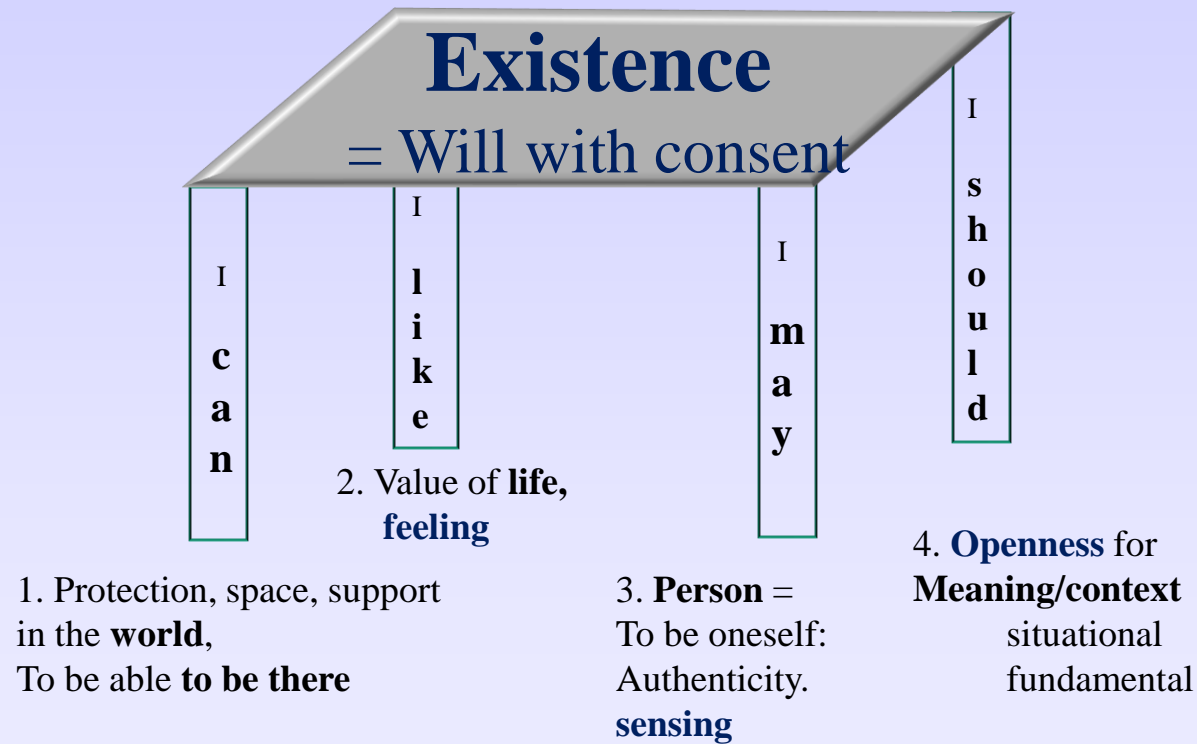 Existence
= Will with consent
I can
I like
I may
I should
1. Protection, space, support
in the world,
To be able to be there
2. Value of life,
feeling
3. Person =
To be oneself:
Authenticity.
sensing
4. Openness for
Meaning/context
situational
fundamental